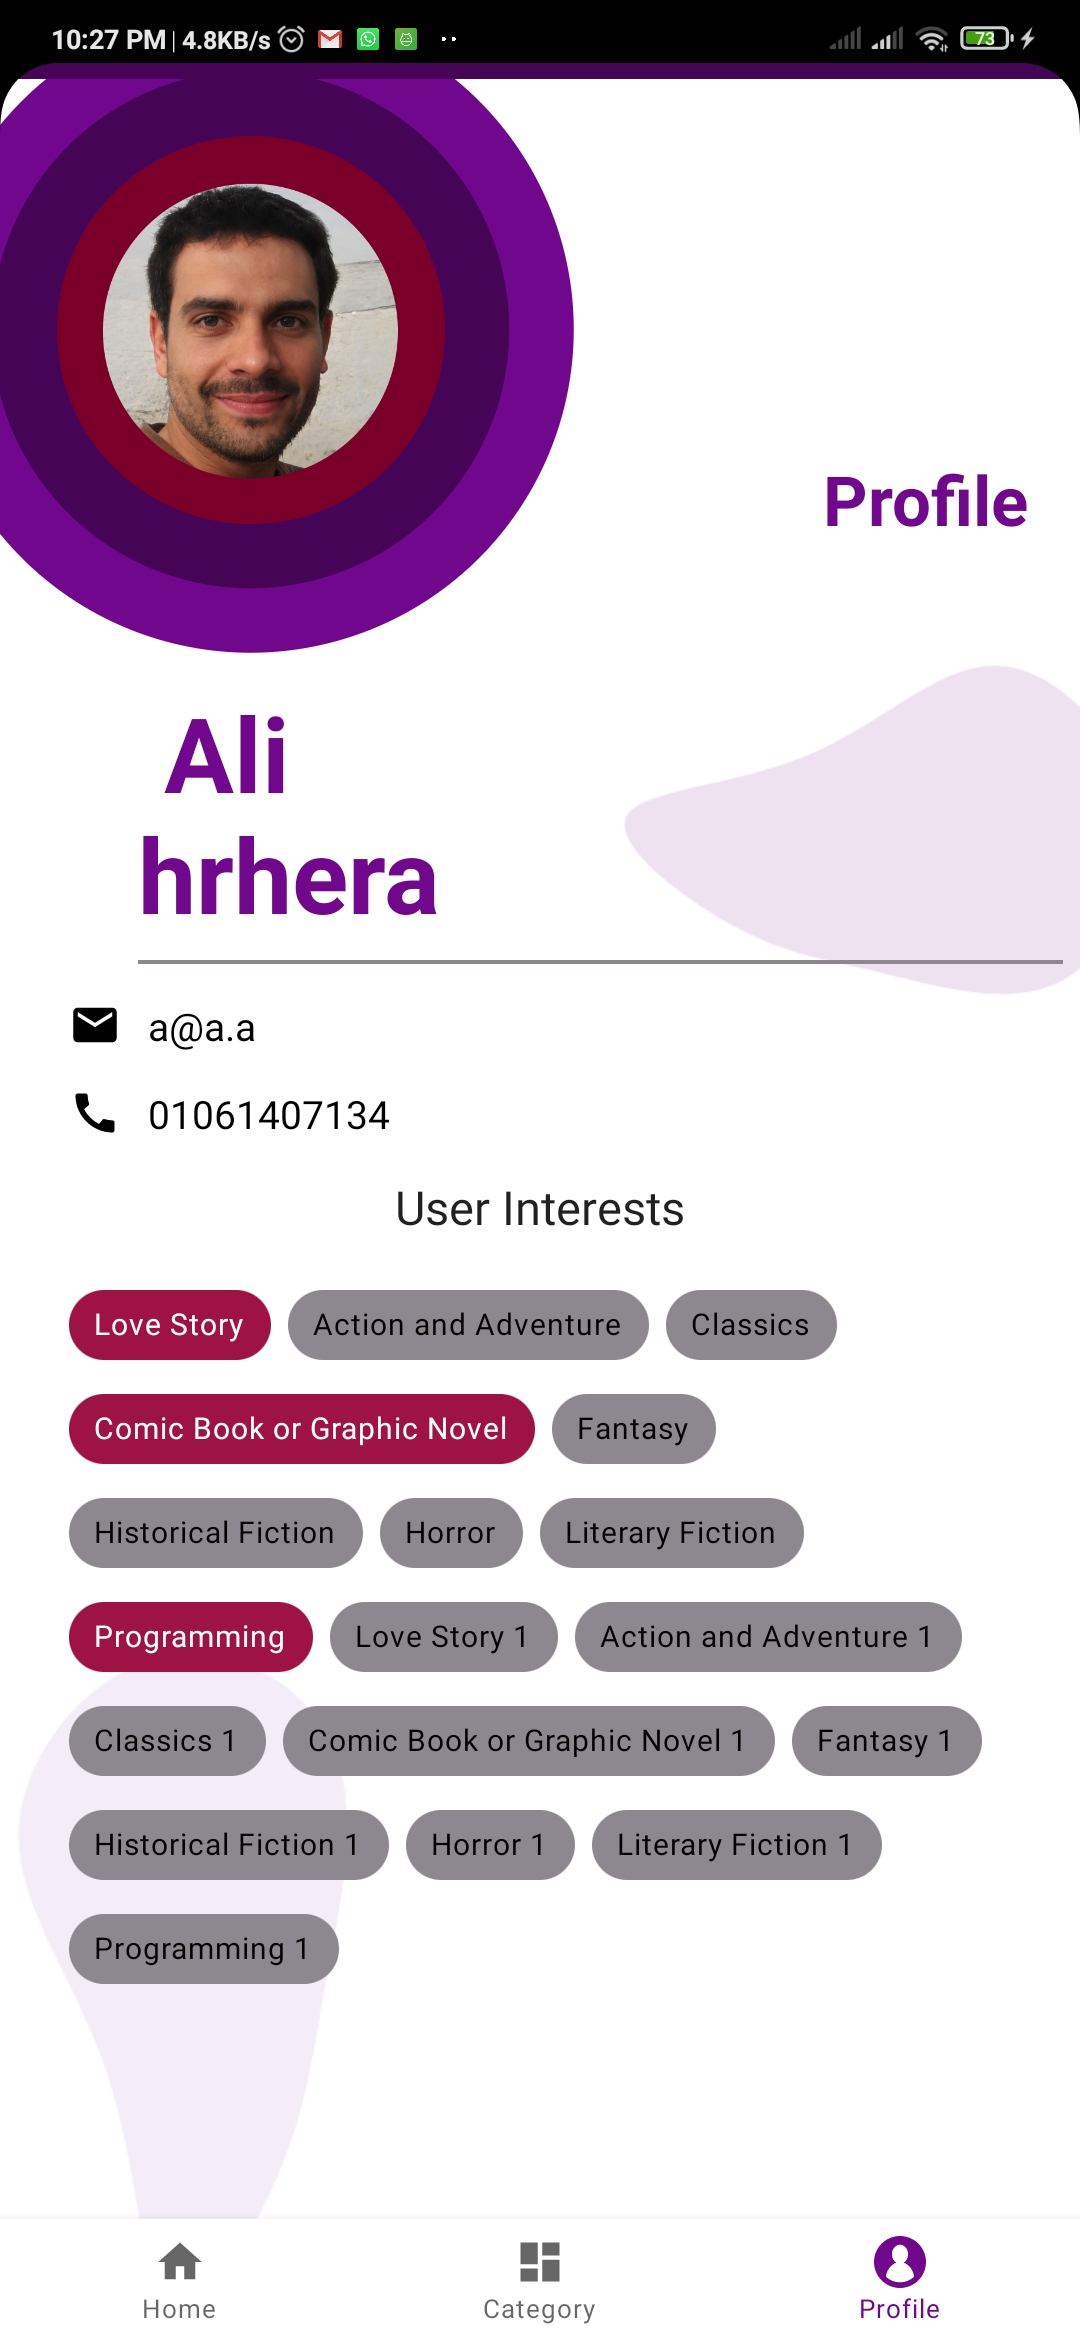 10:27 PM | 4.8KB/s
73
Profile
Ali
hrhera
a@a.a
01061407134
User Interests
Love Story Action and Adventure Classics
Comic Book or Graphic Novel Fantasy
Historical Fiction Horror Literary Fiction
Programming Love Story 1 Action and Adventure 1
Classics 1 Comic Book or Graphic Novel 1 Fantasy 1
Historical Fiction 1 Horror 1 Literary Fiction 1
Programming 1
Home Category Profile